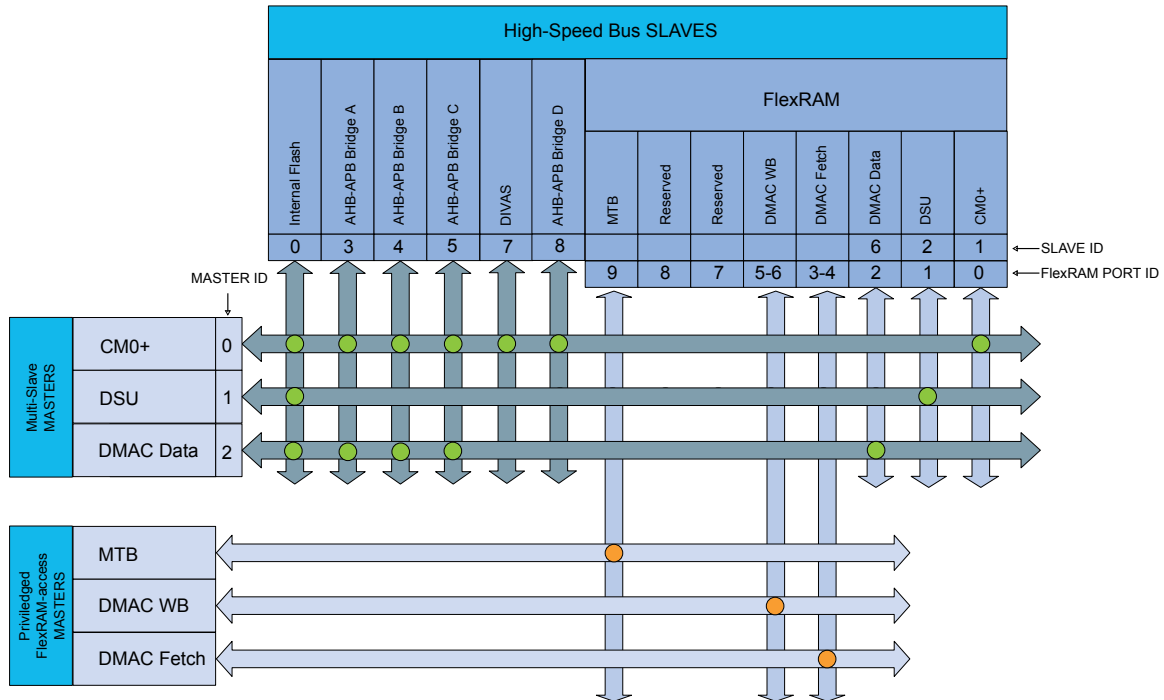 High-Speed Bus SLAVES
FlexRAM
Internal Flash
AHB-APB Bridge A
AHB-APB Bridge B
AHB-APB Bridge C
DIVAS
AHB-APB Bridge D
MTB
Reserved
Reserved
DMAC WB
DMAC Fetch
DMAC Data
DSU
CM0+
0 3 4 5 7 8 6 2 1 SLAVE ID
9 8 7 5-6 3-4 2 1 0 FlexRAM PORT ID
MASTER ID
Multi-Slave
MASTERS
CM0+ 0
DSU 1
DMAC Data 2
Priviledged
FlexRAM-access
MASTERS
MTB
DMAC WB
DMAC Fetch